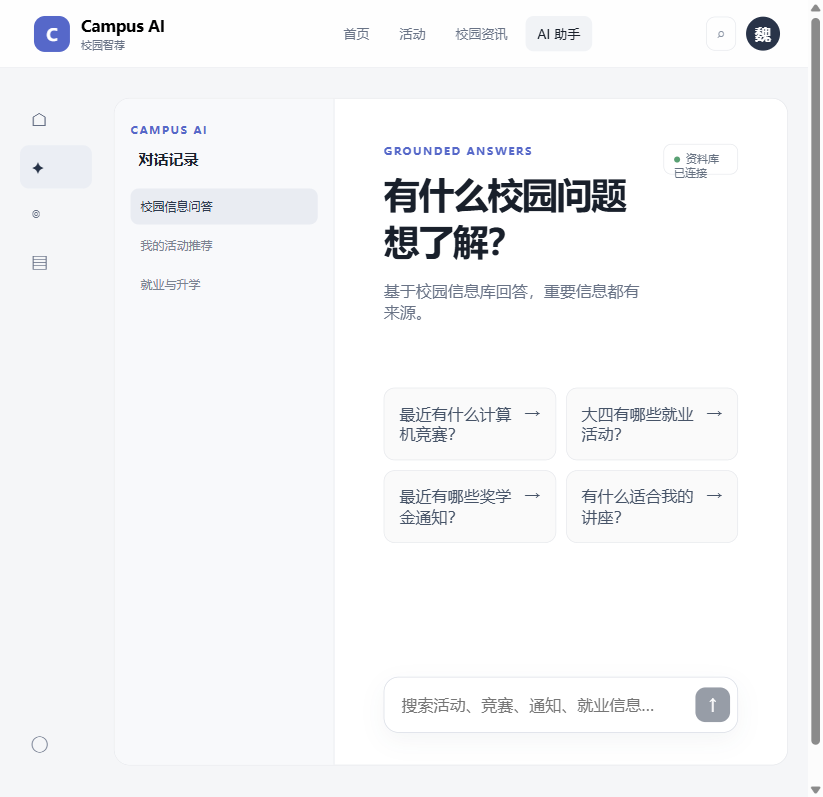 C
Campus AI
校园智荐
首页
活动
校园资讯
AI 助手
魏
CAMPUS AI
对话记录
校园信息问答
我的活动推荐
就业与升学
GROUNDED ANSWERS
资料库
已连接
有什么校园问题
想了解?
基于校园信息库回答，重要信息都有
来源。
最近有什么计算
机竞赛?
→
大四有哪些就业
活动?
→
最近有哪些奖学
金通知?
→
有什么适合我的
讲座?
→
搜索活动、竞赛、通知、就业信息...
↑